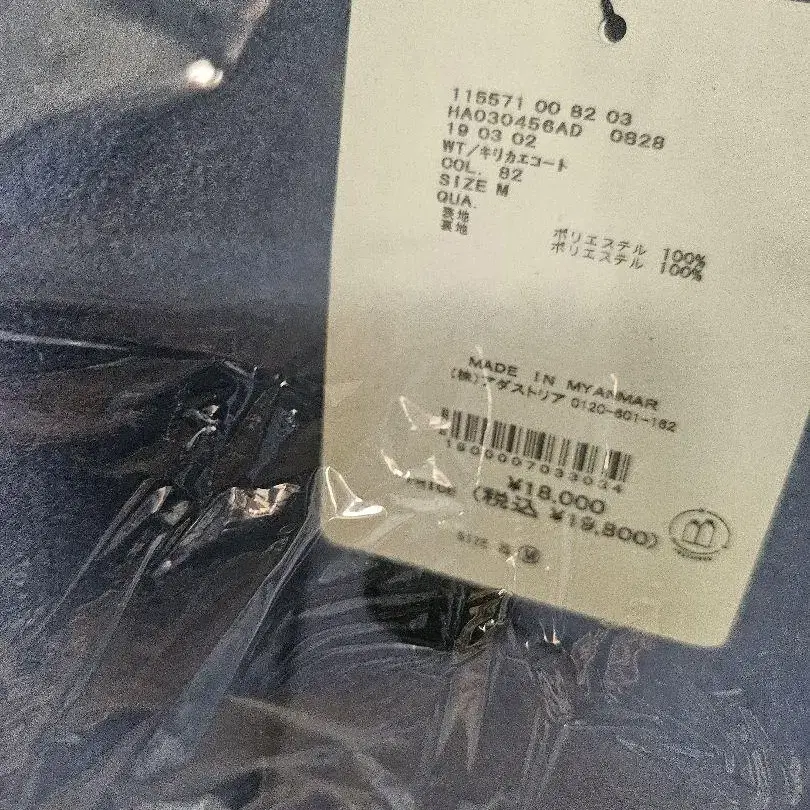 115571 00 82 03
HA030456AD 0828
19 03 02
WT/キリカエコート
COL. 82
SIZE M
QUA.
表地 ポリエステル 100%
裏地 ポリエステル 100%
MADE IN MYANMAR
(株)アダストリア 0120-601-162
PRICE ¥18,000
(税込 ¥19,800)